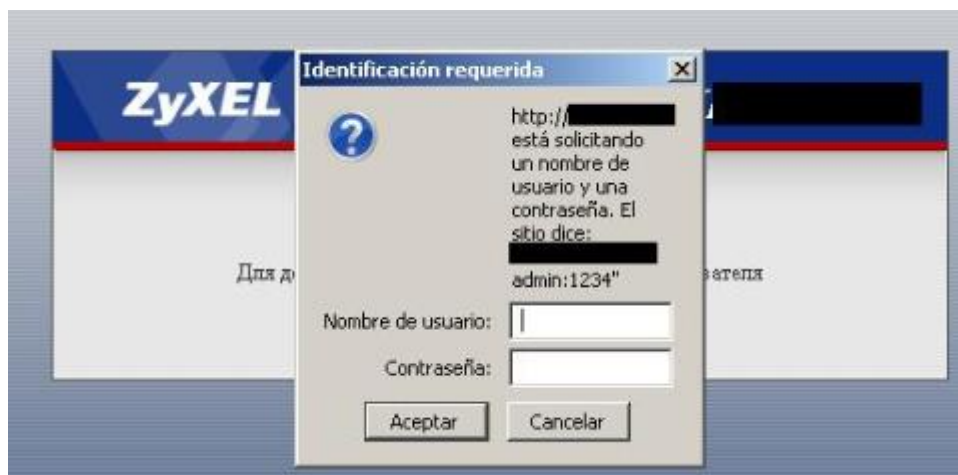 Identificación requerida
ZyXEL
http://
está solicitando
un nombre de
usuario y una
contraseña. El
sitio dice:
admin:1234"
Для
Nombre de usuario:
Contraseña:
Aceptar
Cancelar